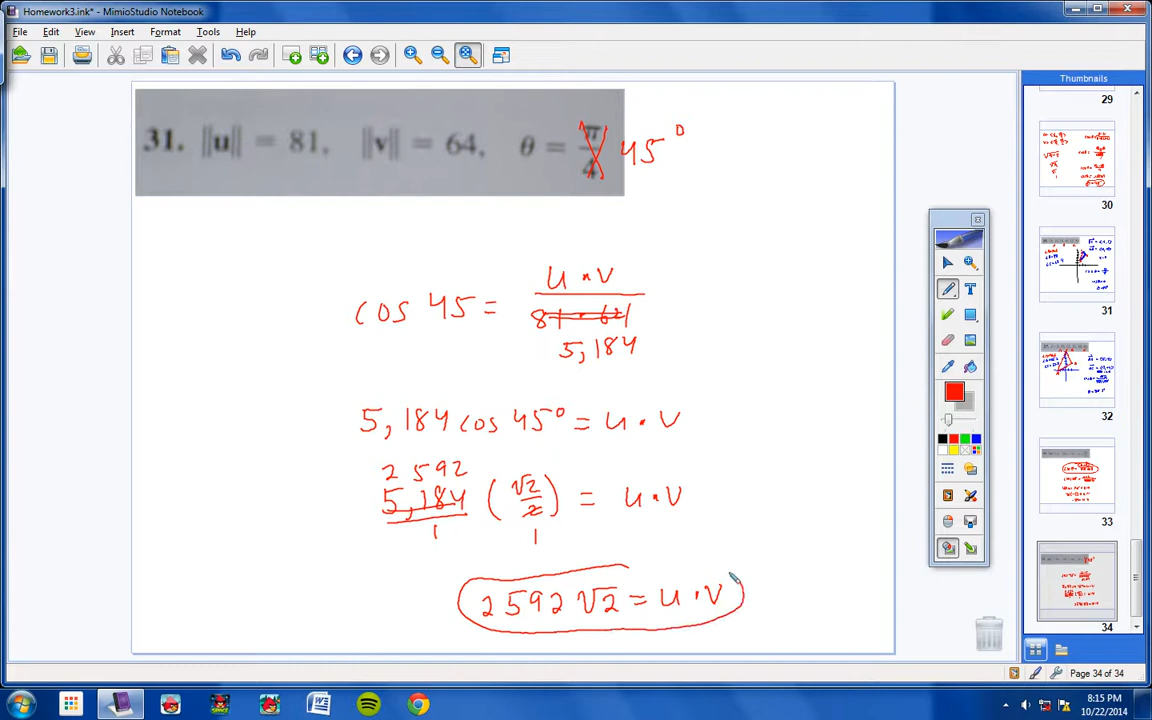 Homework3.ink* - MimioStudio Notebook
File Edit View Insert Format Tools Help
Thumbnails
31. ||u|| = 81, ||v|| = 64, θ = π/4 45°
cos 45 = u · v / 81 · 64
5,184
5,184 cos 45° = u · v
2 592
5,184 / 1 (√2 / 2) = u · v
1
2592 √2 = u · v
29
30
31
32
33
34
Page 34 of 34
8:15 PM
10/22/2014